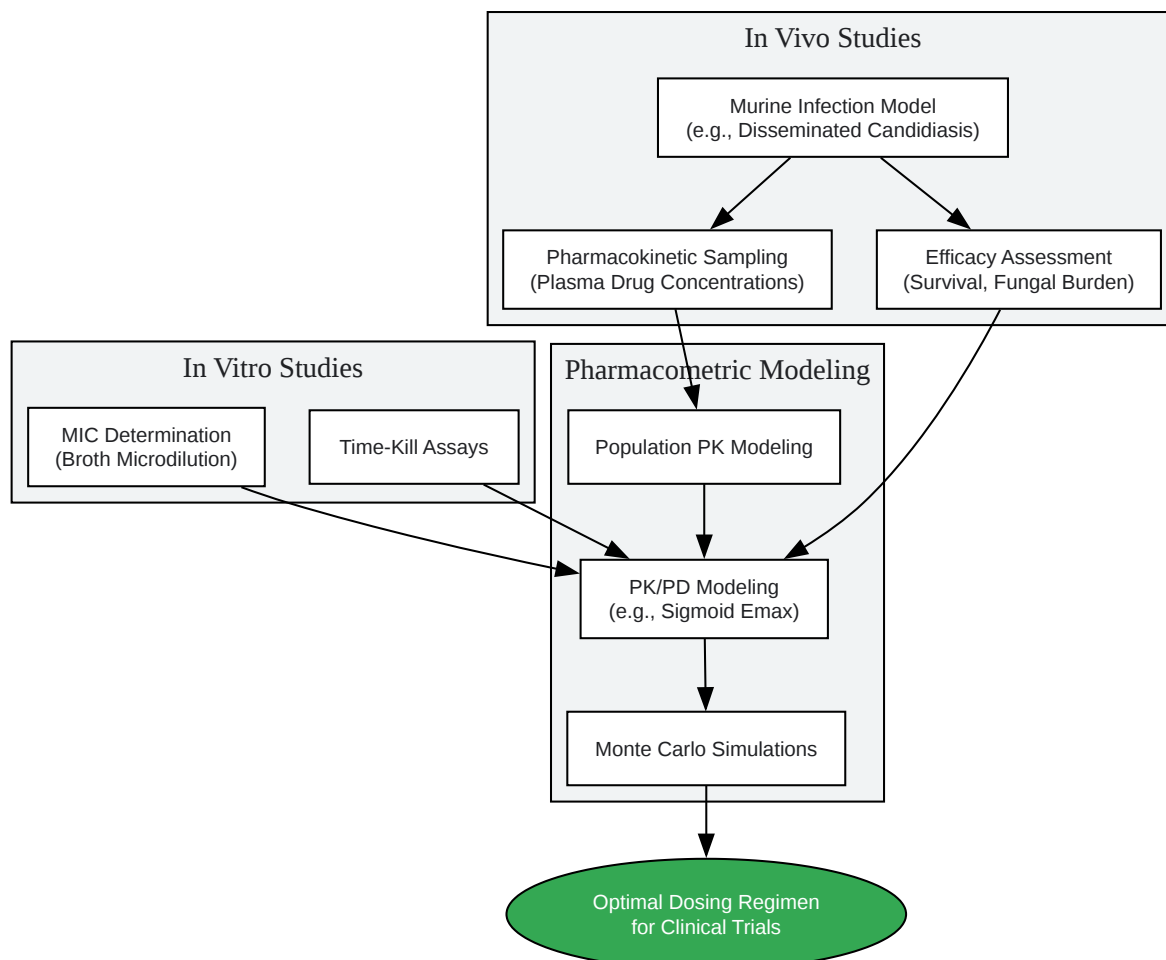 In Vivo Studies
Murine Infection Model
(e.g., Disseminated Candidiasis)
Pharmacokinetic Sampling
(Plasma Drug Concentrations)
Efficacy Assessment
(Survival, Fungal Burden)
In Vitro Studies
MIC Determination
(Broth Microdilution)
Time-Kill Assays
Pharmacometric Modeling
Population PK Modeling
PK/PD Modeling
(e.g., Sigmoid Emax)
Monte Carlo Simulations
Optimal Dosing Regimen
for Clinical Trials